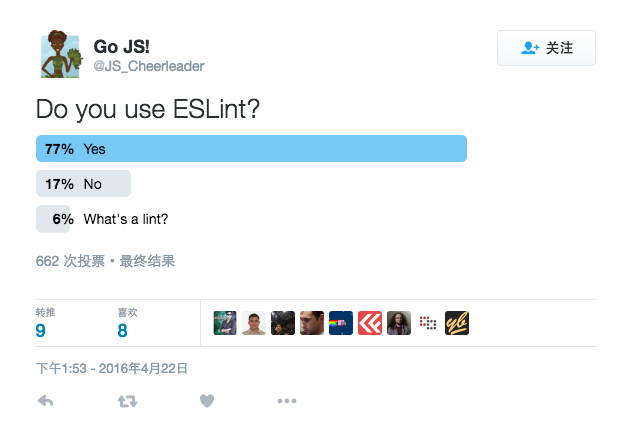 Go JS!
@JS_Cheerleader
关注
Do you use ESLint?
77% Yes
17% No
6% What's a lint?
662 次投票 • 最终结果
转推 喜欢
9 8
yb
下午1:53 - 2016年4月22日